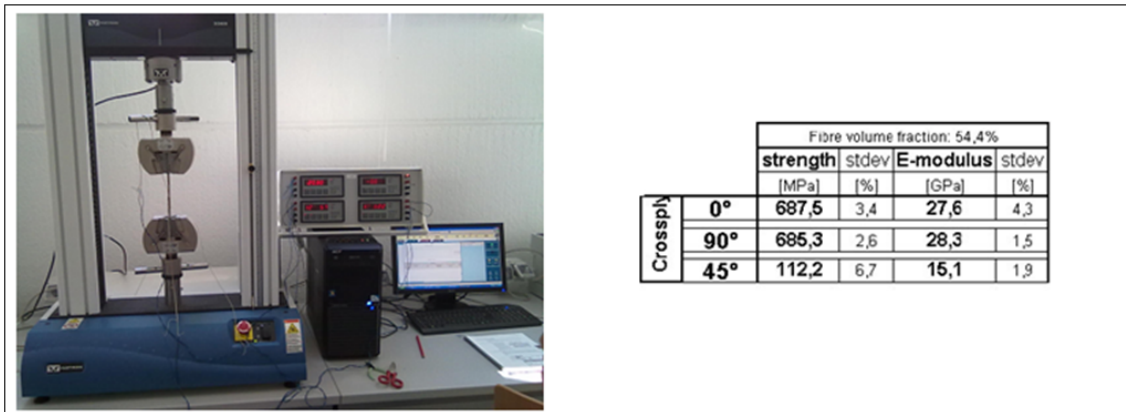 Fibre volume fraction: 54,4%
strength stdev E-modulus stdev
[MPa] [%] [GPa] [%]
Crossply
0° 687,5 3,4 27,6 4,3
90° 685,3 2,6 28,3 1,5
45° 112,2 6,7 15,1 1,9